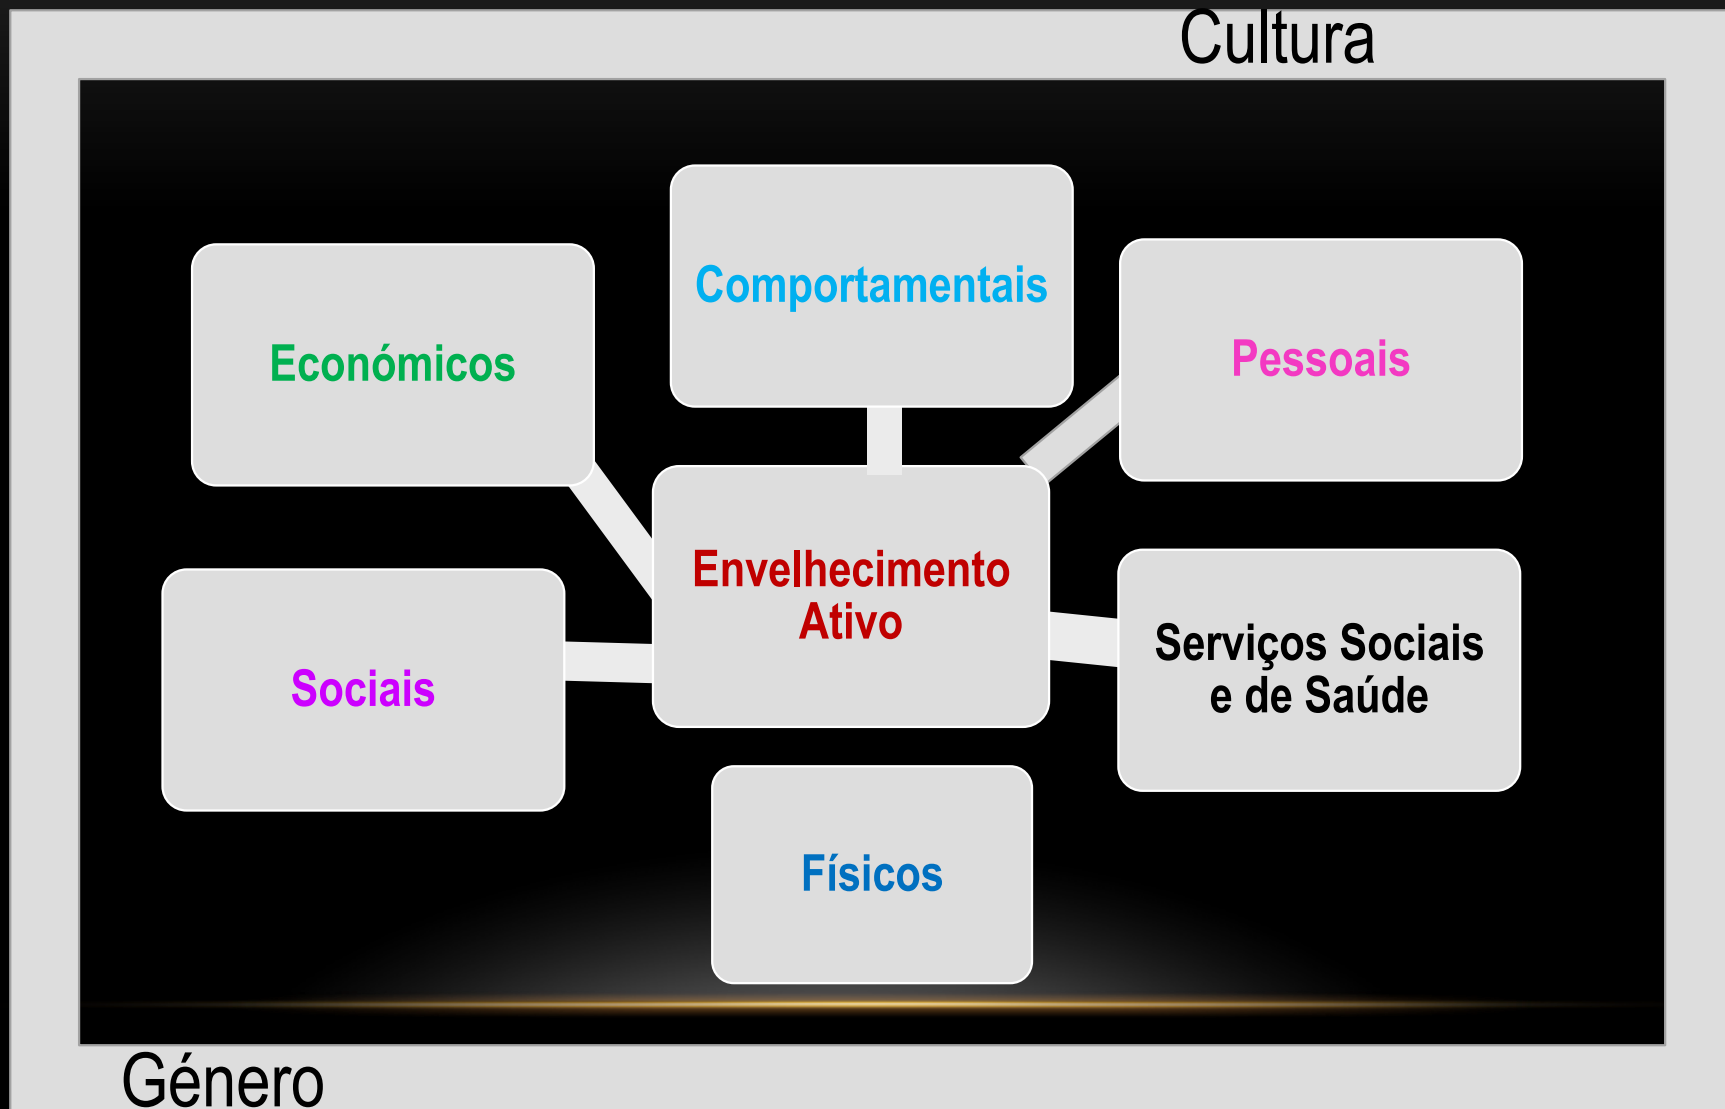 Cultura
Comportamentais
Económicos
Pessoais
Envelhecimento
Ativo
Serviços Sociais
e de Saúde
Sociais
Físicos
Género